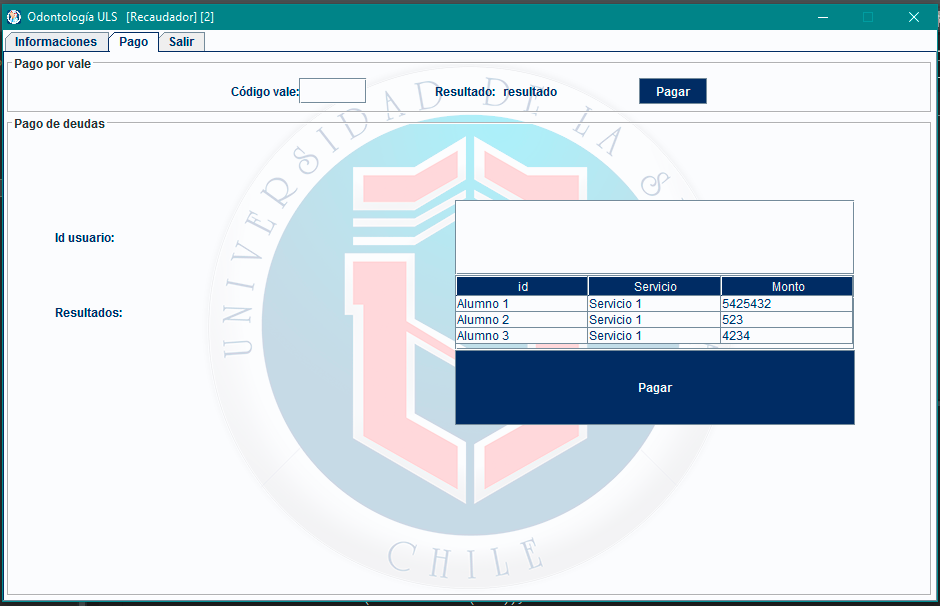 Odontología ULS [Recaudador] [2]
Informaciones Pago Salir
Pago por vale
Código vale: Resultado: resultado Pagar
Pago de deudas
UNIVERSIDAD DE LA S
Id usuario:
Resultados:
id Servicio Monto
Alumno 1 Servicio 1 5425432
Alumno 2 Servicio 1 523
Alumno 3 Servicio 1 4234
Pagar
CHILE